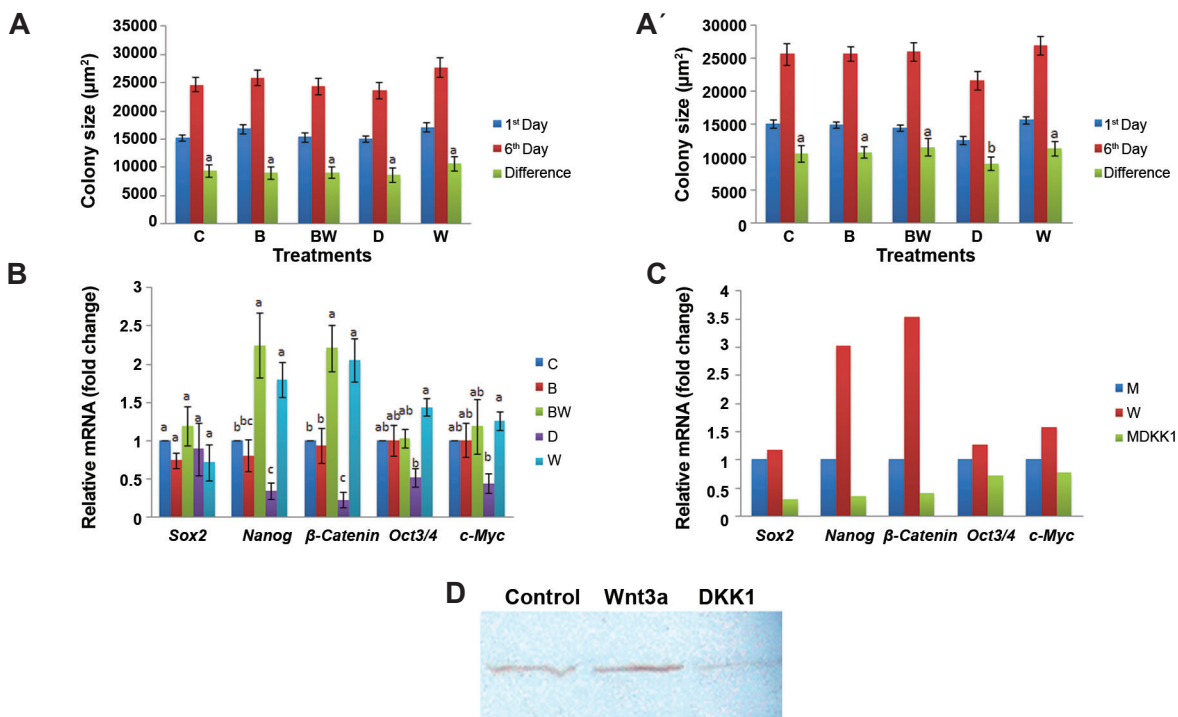 A
Colony size (µm²)
35000
30000
25000
20000
15000
10000
5000
0
a a a a a
C B BW D W
Treatments
1st Day
6th Day
Difference
A´
Colony size (µm²)
30000
25000
20000
15000
10000
5000
0
a a a b a
C B BW D W
Treatments
1st Day
6th Day
Difference
B
Relative mRNA (fold change)
3
2.5
2
1.5
1
0.5
0
a a a a a
b bc a c a
b b a c a
ab ab ab b a
ab ab ab b a
Sox2 Nanog β-Catenin Oct3/4 c-Myc
C
B
BW
D
W
C
Relative mRNA (fold change)
4
3.5
3
2.5
2
1.5
1
0.5
0
Sox2 Nanog β-Catenin Oct3/4 c-Myc
M
W
MDKK1
D
Control Wnt3a DKK1